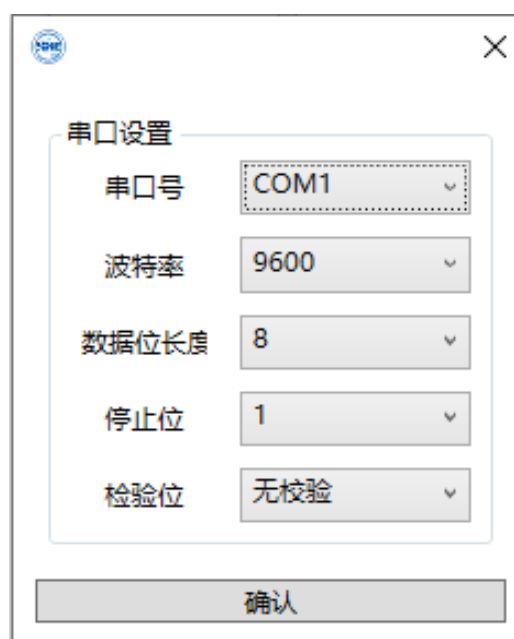 串口设置
串口号 COM1
波特率 9600
数据位长度 8
停止位 1
检验位 无校验
确认